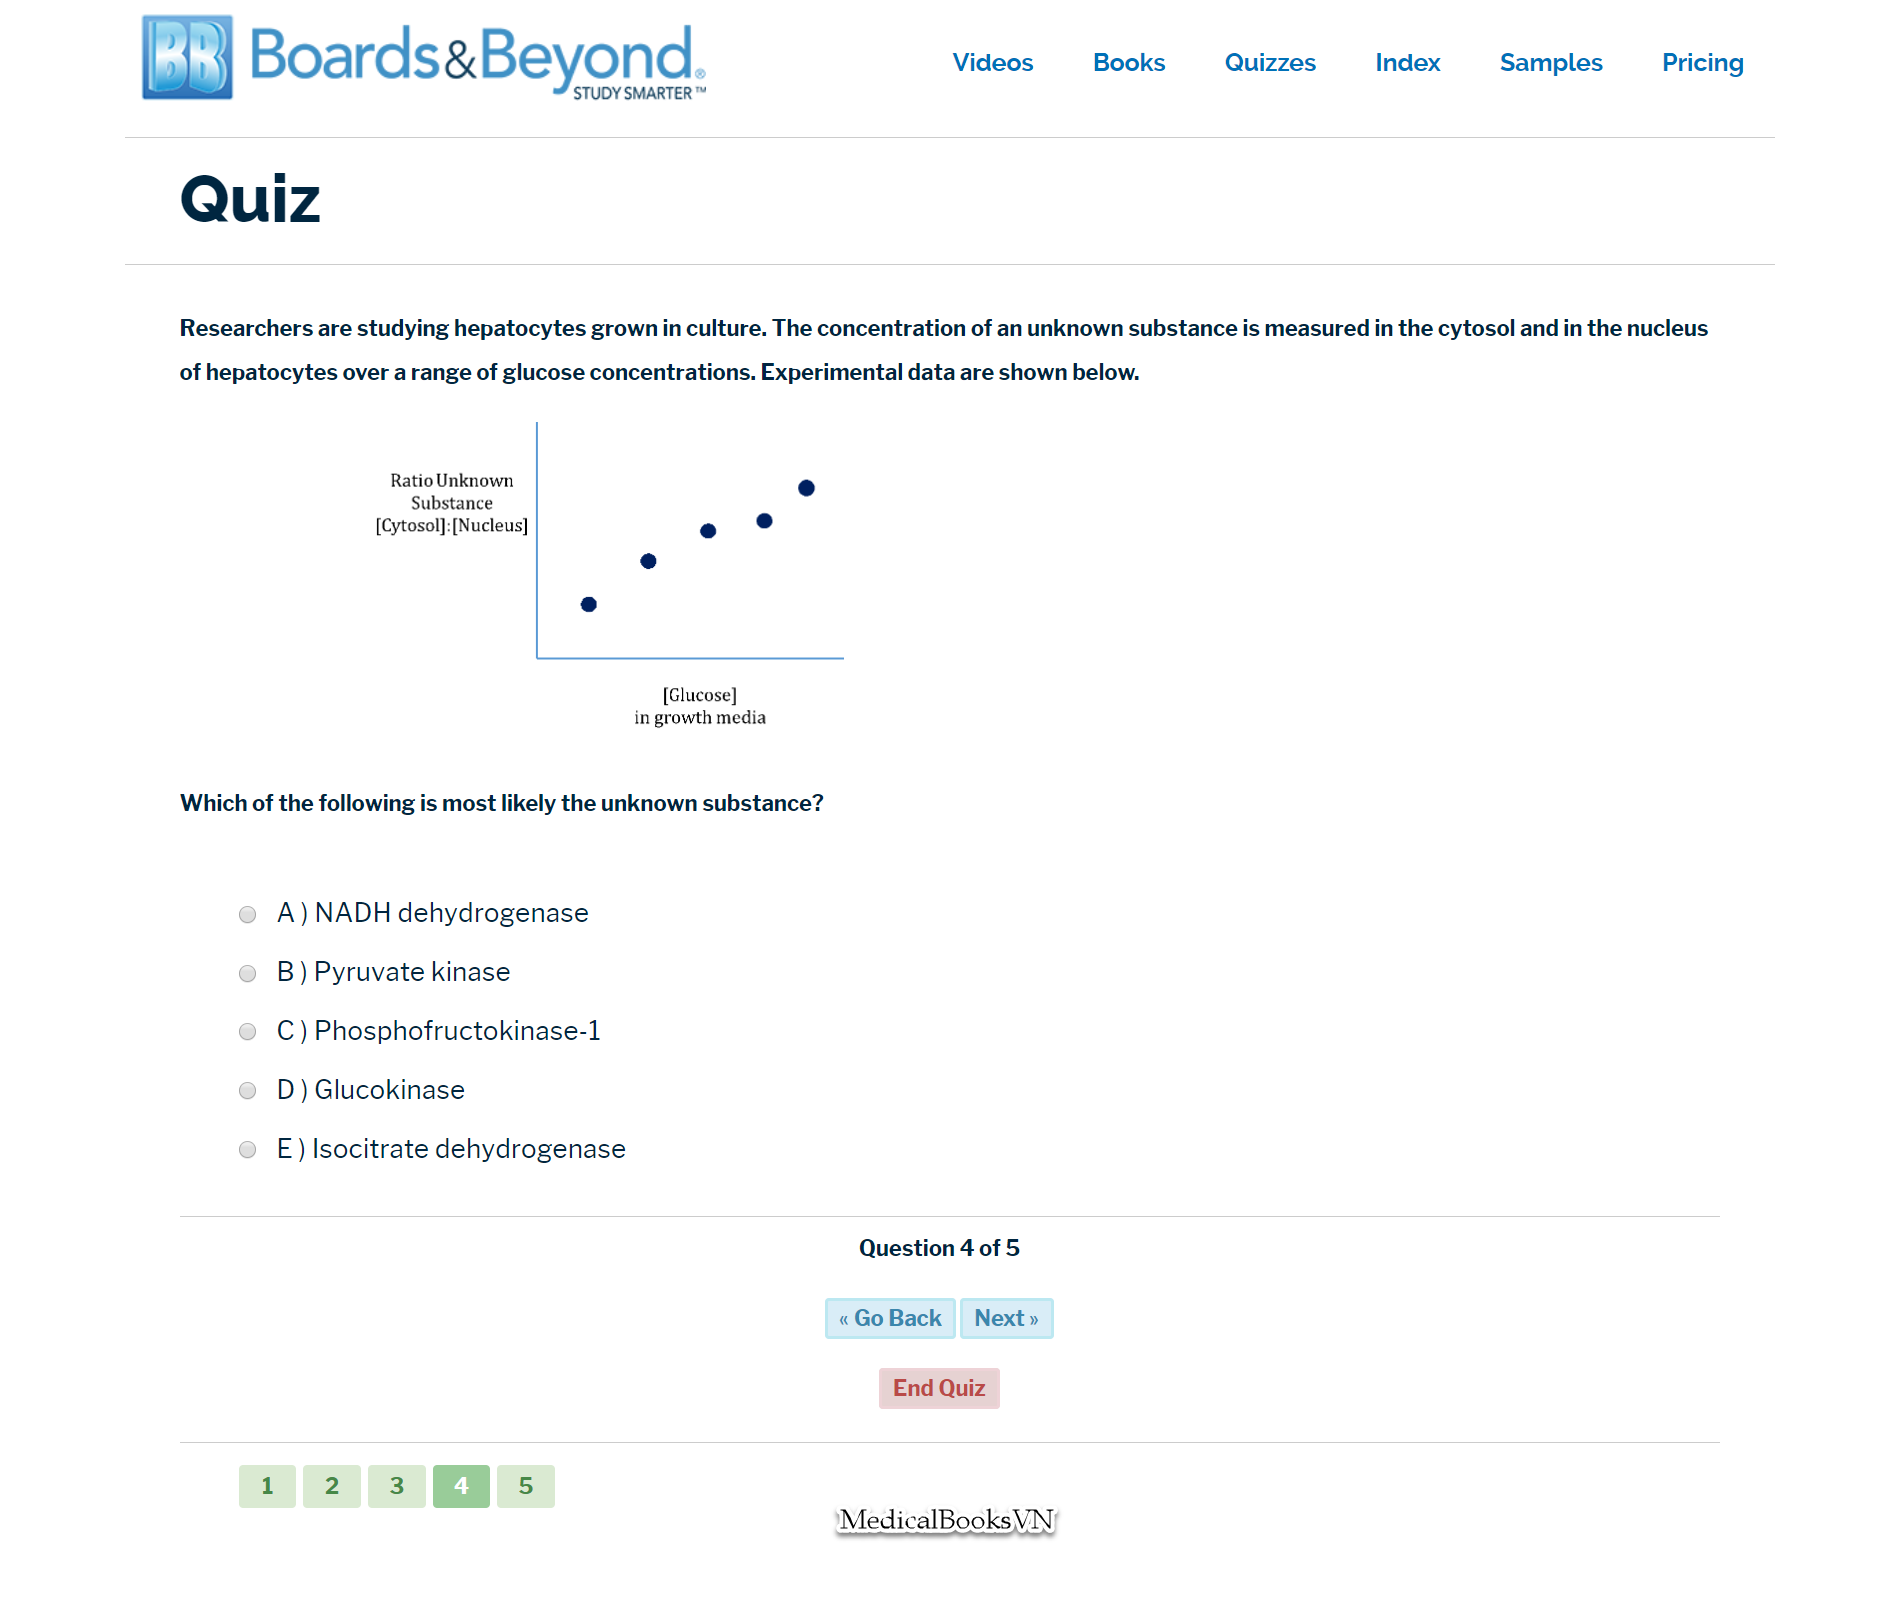 BB Boards&Beyond®
STUDY SMARTER™
Videos Books Quizzes Index Samples Pricing
Quiz
Researchers are studying hepatocytes grown in culture. The concentration of an unknown substance is measured in the cytosol and in the nucleus
of hepatocytes over a range of glucose concentrations. Experimental data are shown below.
Ratio Unknown
Substance
[Cytosol]:[Nucleus]
[Glucose]
in growth media
Which of the following is most likely the unknown substance?
A ) NADH dehydrogenase
B ) Pyruvate kinase
C ) Phosphofructokinase-1
D ) Glucokinase
E ) Isocitrate dehydrogenase
Question 4 of 5
« Go Back Next »
End Quiz
1 2 3 4 5
MedicalBooksVN